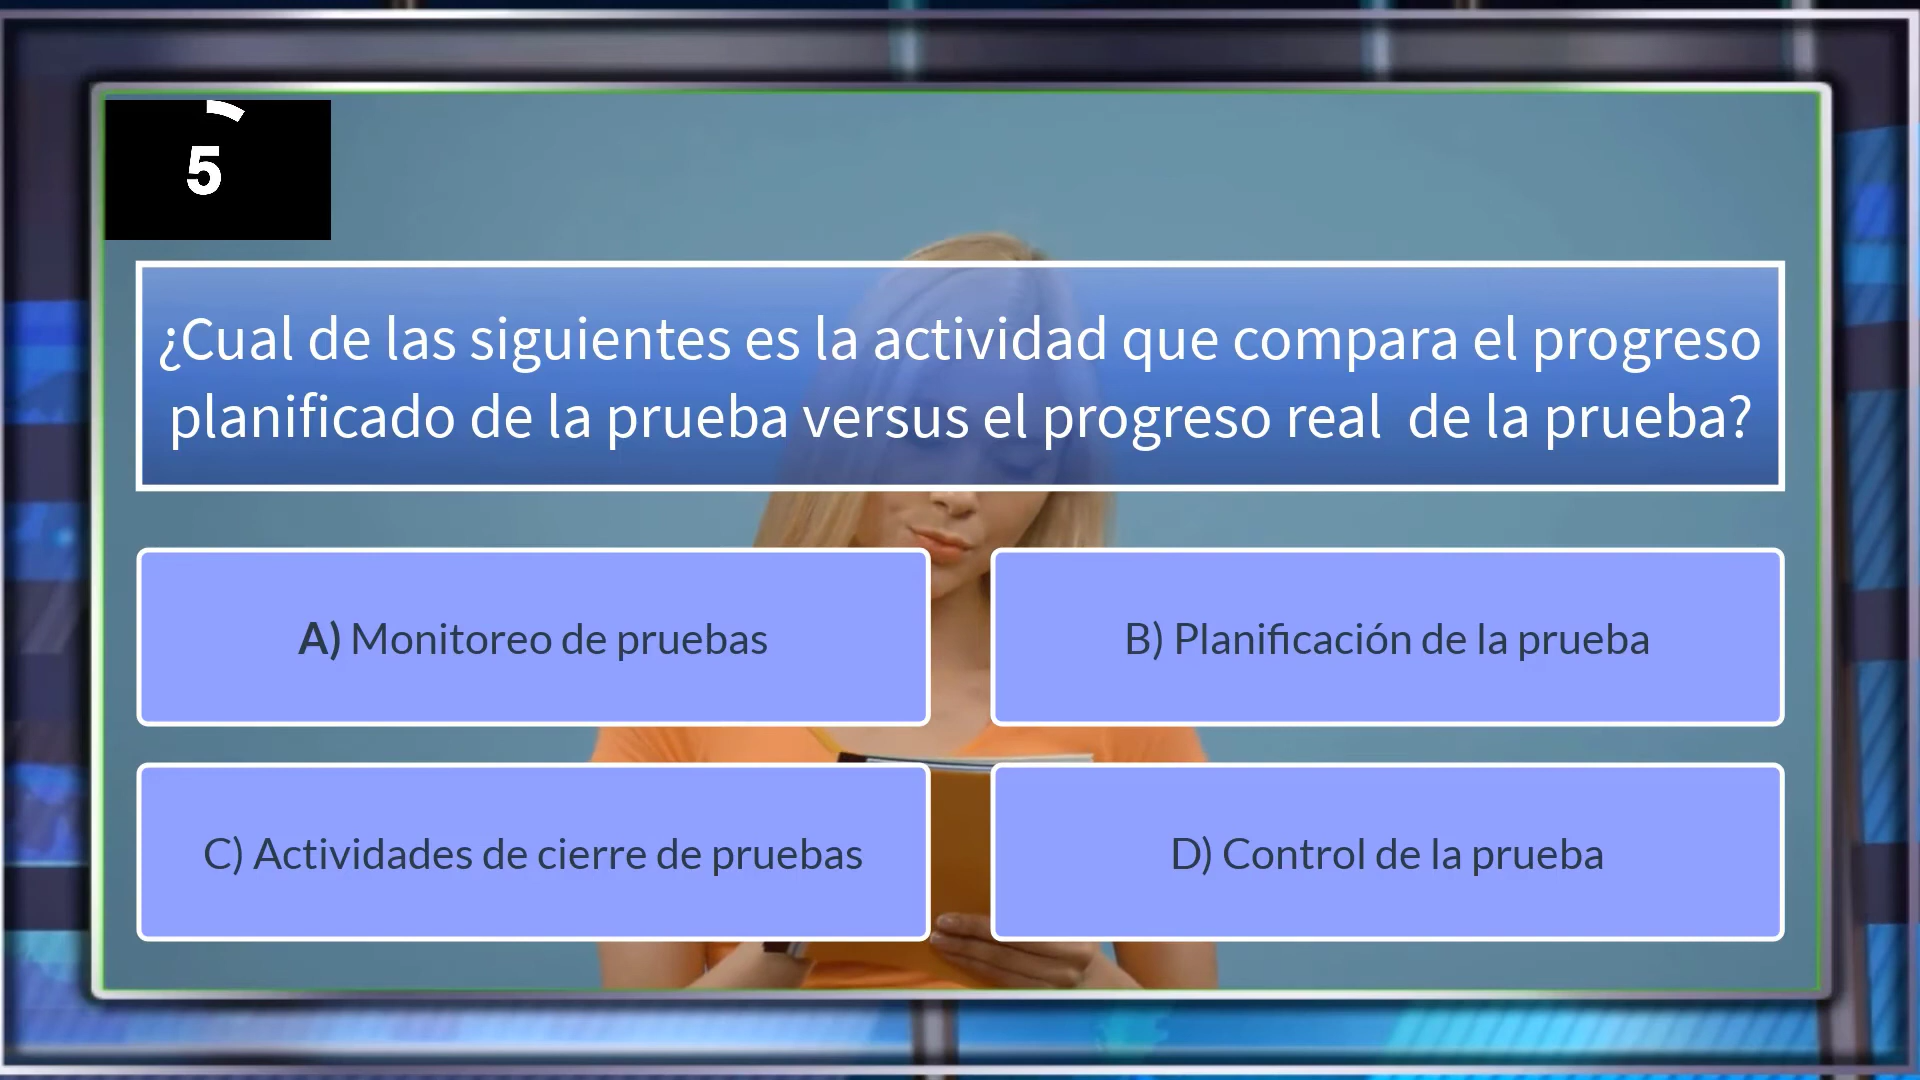 5
¿Cual de las siguientes es la actividad que compara el progreso
planificado de la prueba versus el progreso real  de la prueba?
A) Monitoreo de pruebas
B) Planificación de la prueba
C) Actividades de cierre de pruebas
D) Control de la prueba